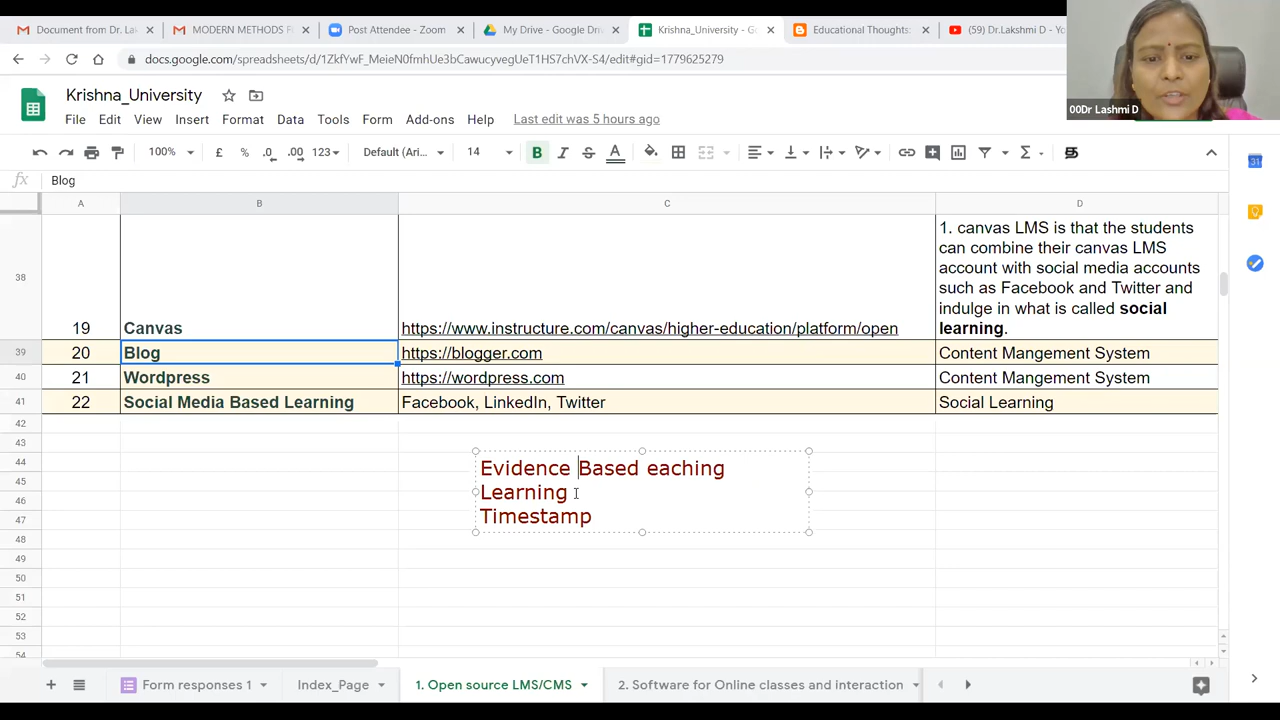 Document from Dr. Lak
MODERN METHODS F
Post Attendee - Zoom
My Drive - Google Driv
Krishna_University - Go
Educational Thoughts:
(59) Dr.Lakshmi D - Yo
docs.google.com/spreadsheets/d/1ZkfYwF_MeieN0fmhUe3bCawucyvegUeT1HS7chVX-S4/edit#gid=1779625279
00Dr Lashmi D
Krishna_University
File Edit View Insert Format Data Tools Form Add-ons Help Last edit was 5 hours ago
100% £ % .0 .00 123 Default (Ari... 14 B I S A
fx Blog
A B C D
38 19 Canvas https://www.instructure.com/canvas/higher-education/platform/open
1. canvas LMS is that the students
can combine their canvas LMS
account with social media accounts
such as Facebook and Twitter and
indulge in what is called social
learning.
39 20 Blog https://blogger.com Content Mangement System
40 21 Wordpress https://wordpress.com Content Mangement System
41 22 Social Media Based Learning Facebook, LinkedIn, Twitter Social Learning
42
43
44
45
46
47
48
49
50
51
52
53
54
Evidence Based eaching
Learning
Timestamp
Form responses 1 Index_Page 1. Open source LMS/CMS 2. Software for Online classes and interaction
31